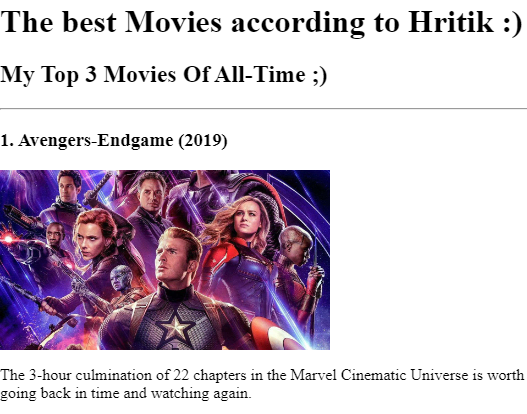 The best Movies according to Hritik :)
My Top 3 Movies Of All-Time ;)
1. Avengers-Endgame (2019)
The 3-hour culmination of 22 chapters in the Marvel Cinematic Universe is worth
going back in time and watching again.